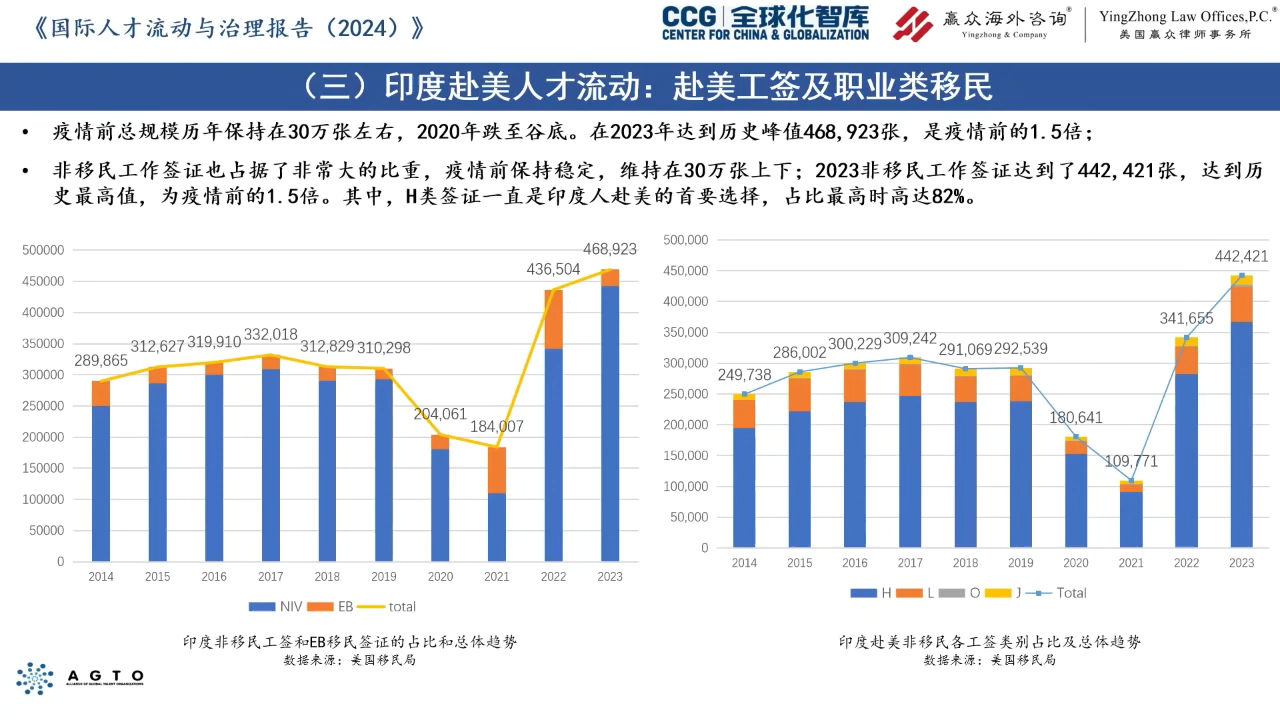 《国际人才流动与治理报告（2024）》
CCG 全球化智库
CENTER FOR CHINA & GLOBALIZATION
赢众海外咨询®
Yingzhong & Company
YingZhong Law Offices,P.C.®
美国赢众律师事务所
（三）印度赴美人才流动：赴美工签及职业类移民
• 疫情前总规模历年保持在30万张左右，2020年跌至谷底。在2023年达到历史峰值468,923张，是疫情前的1.5倍；
• 非移民工作签证也占据了非常大的比重，疫情前保持稳定，维持在30万张上下；2023非移民工作签证达到了442,421张，达到历
史最高值，为疫情前的1.5倍。其中，H类签证一直是印度人赴美的首要选择，占比最高时高达82%。
500000
450000
400000
350000
300000
250000
200000
150000
100000
50000
0
289,865
312,627
319,910
332,018
312,829
310,298
204,061
184,007
436,504
468,923
2014 2015 2016 2017 2018 2019 2020 2021 2022 2023
NIV EB total
印度非移民工签和EB移民签证的占比和总体趋势
数据来源：美国移民局
500,000
450,000
400,000
350,000
300,000
250,000
200,000
150,000
100,000
50,000
0
249,738
286,002
300,229
309,242
291,069
292,539
180,641
109,771
341,655
442,421
2014 2015 2016 2017 2018 2019 2020 2021 2022 2023
H L O J Total
印度赴美非移民各工签类别占比及总体趋势
数据来源：美国移民局
AGTO
ALLIANCE OF GLOBAL TALENT ORGANIZATIONS